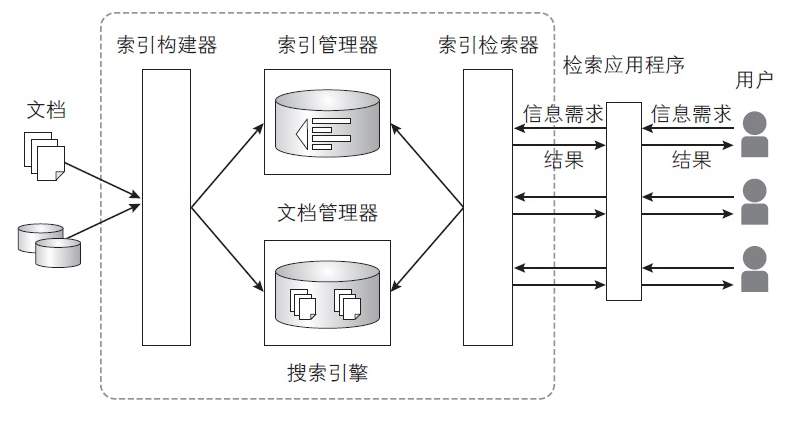 索引构建器
索引管理器
索引检索器
检索应用程序
用户
文档
信息需求
信息需求
结果
结果
文档管理器
搜索引擎